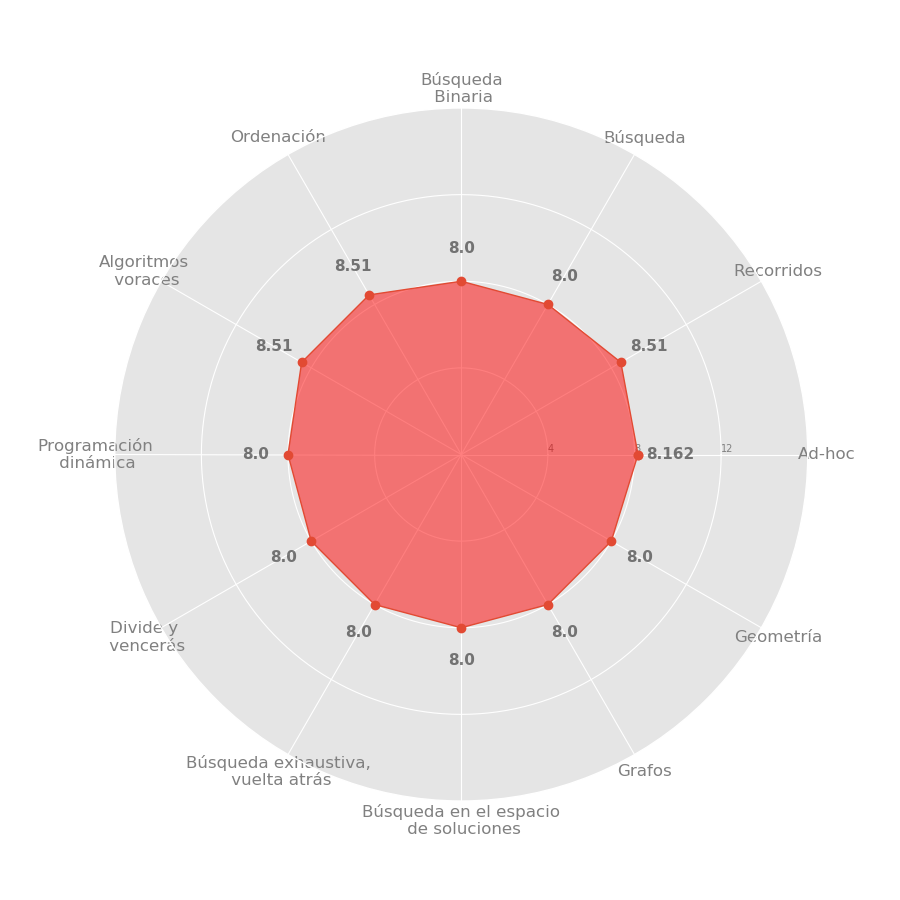 Búsqueda
Binaria
Ordenación
Búsqueda
Algoritmos
voraces
Recorridos
8.0
8.51
8.0
8.51
8.51
Programación
dinámica
8.0
4
8
12
8.162
Ad-hoc
8.0
8.0
Divide y
vencerás
8.0
8.0
8.0
Geometría
Búsqueda exhaustiva,
vuelta atrás
Grafos
Búsqueda en el espacio
de soluciones